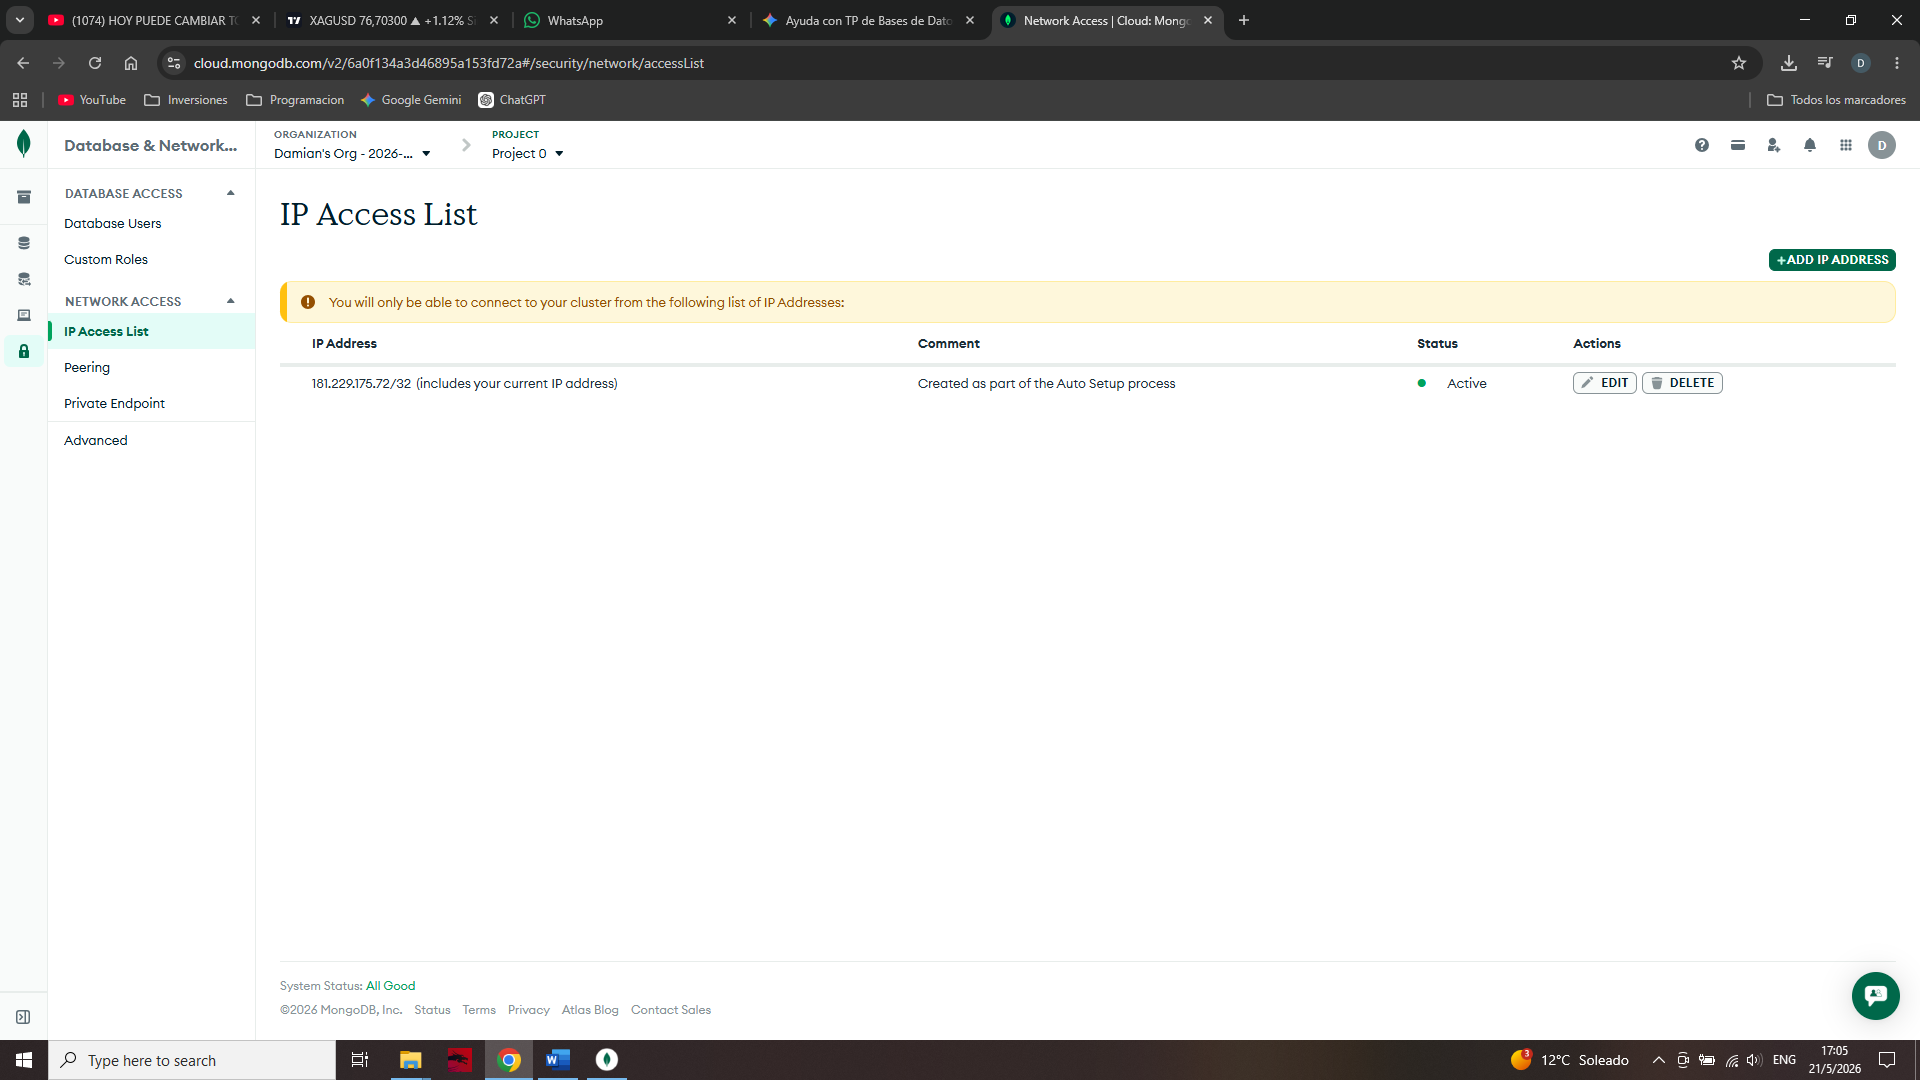 (1074) HOY PUEDE CAMBIAR TO
XAGUSD 76,70300 ▲ +1.12% Si
WhatsApp
Ayuda con TP de Bases de Dato
Network Access | Cloud: Mongo
cloud.mongodb.com/v2/6a0f134a3d46895a153fd72a#/security/network/accessList
D
YouTube
Inversiones
Programacion
Google Gemini
ChatGPT
Todos los marcadores
Database & Network...
ORGANIZATION
Damian's Org - 2026-...
PROJECT
Project 0
D
DATABASE ACCESS
Database Users
Custom Roles
NETWORK ACCESS
IP Access List
Peering
Private Endpoint
Advanced
IP Access List
+ADD IP ADDRESS
You will only be able to connect to your cluster from the following list of IP Addresses:
IP Address Comment Status Actions
181.229.175.72/32 (includes your current IP address) Created as part of the Auto Setup process Active EDIT DELETE
System Status: All Good
©2026 MongoDB, Inc. Status Terms Privacy Atlas Blog Contact Sales
Type here to search
3
12°C Soleado
ENG
17:05
21/5/2026